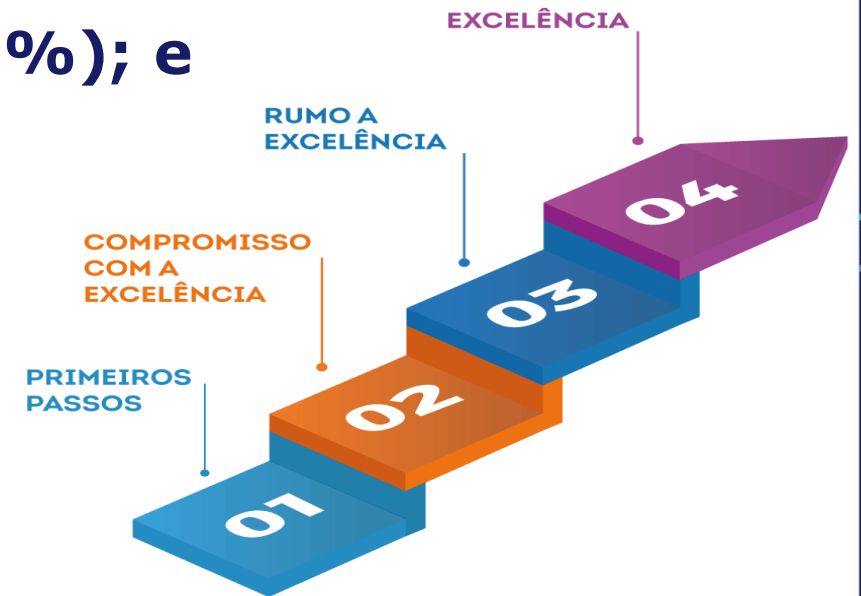 %); e
EXCELÊNCIA
RUMO A
EXCELÊNCIA
COMPROMISSO
COM A
EXCELÊNCIA
PRIMEIROS
PASSOS
04
03
02
01